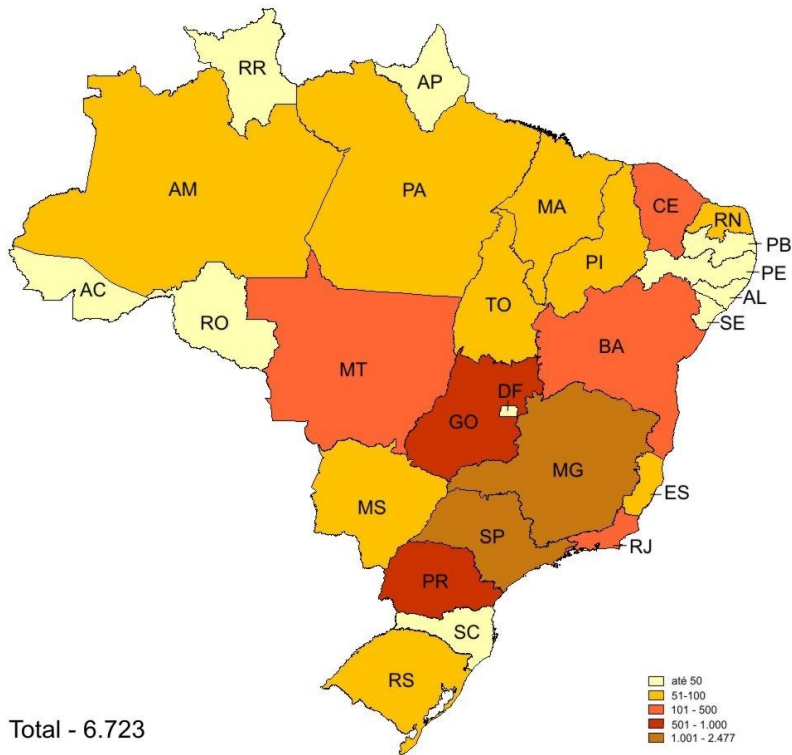 RR
AP
AM
PA
MA
CE
RN
PB
PI
PE
AC
AL
TO
RO
SE
BA
MT
DF
GO
MG
ES
MS
SP
RJ
PR
SC
RS
até 50
51-100
101 - 500
501 - 1.000
1.001 - 2.477
Total - 6.723